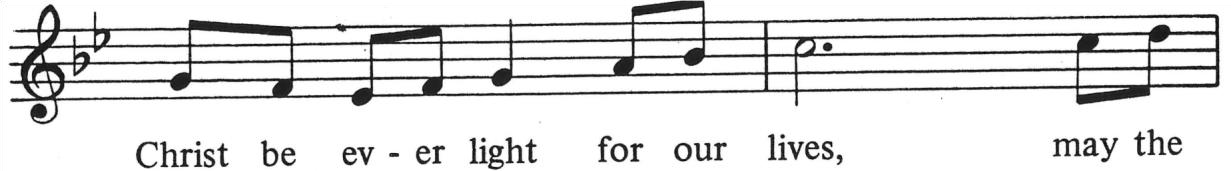 Christ be ev - er light for our lives, may the